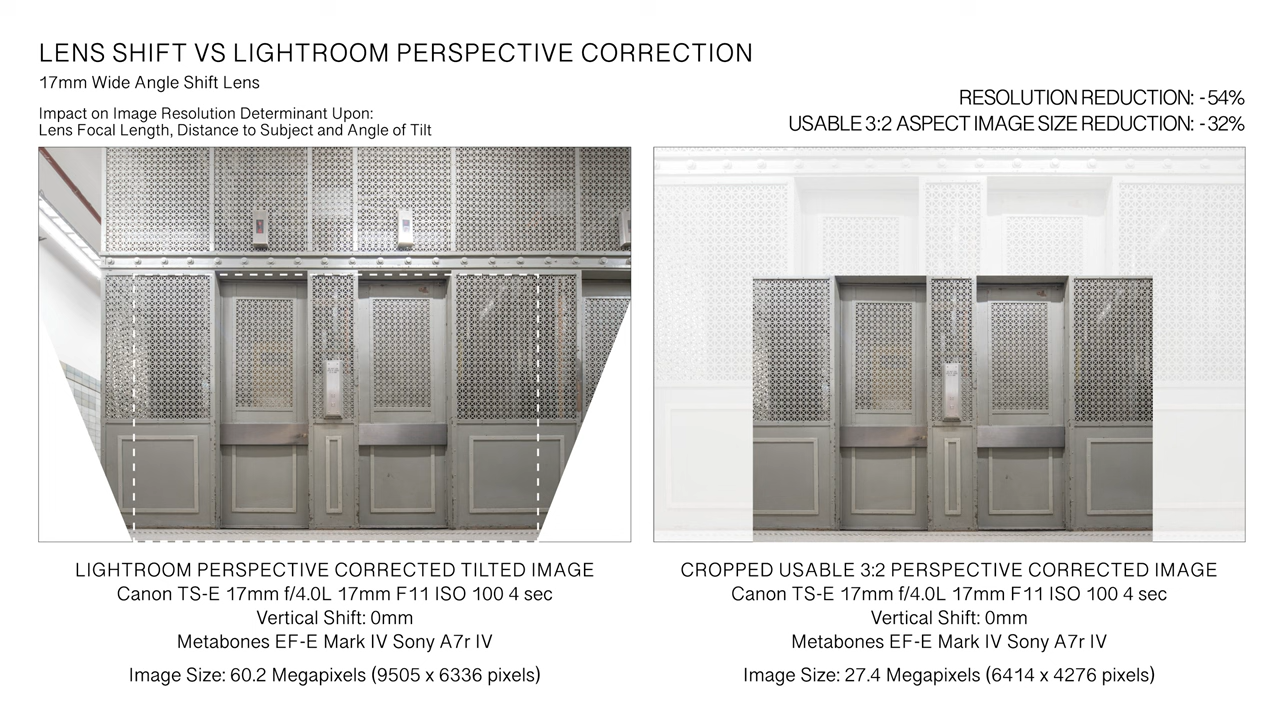 LENS SHIFT VS LIGHTROOM PERSPECTIVE CORRECTION
17mm Wide Angle Shift Lens
Impact on Image Resolution Determinant Upon:
Lens Focal Length, Distance to Subject and Angle of Tilt
RESOLUTION REDUCTION: -54%
USABLE 3:2 ASPECT IMAGE SIZE REDUCTION: -32%
LIGHTROOM PERSPECTIVE CORRECTED TILTED IMAGE
Canon TS-E 17mm f/4.0L 17mm F11 ISO 100 4 sec
Vertical Shift: 0mm
Metabones EF-E Mark IV Sony A7r IV
Image Size: 60.2 Megapixels (9505 x 6336 pixels)
CROPPED USABLE 3:2 PERSPECTIVE CORRECTED IMAGE
Canon TS-E 17mm f/4.0L 17mm F11 ISO 100 4 sec
Vertical Shift: 0mm
Metabones EF-E Mark IV Sony A7r IV
Image Size: 27.4 Megapixels (6414 x 4276 pixels)